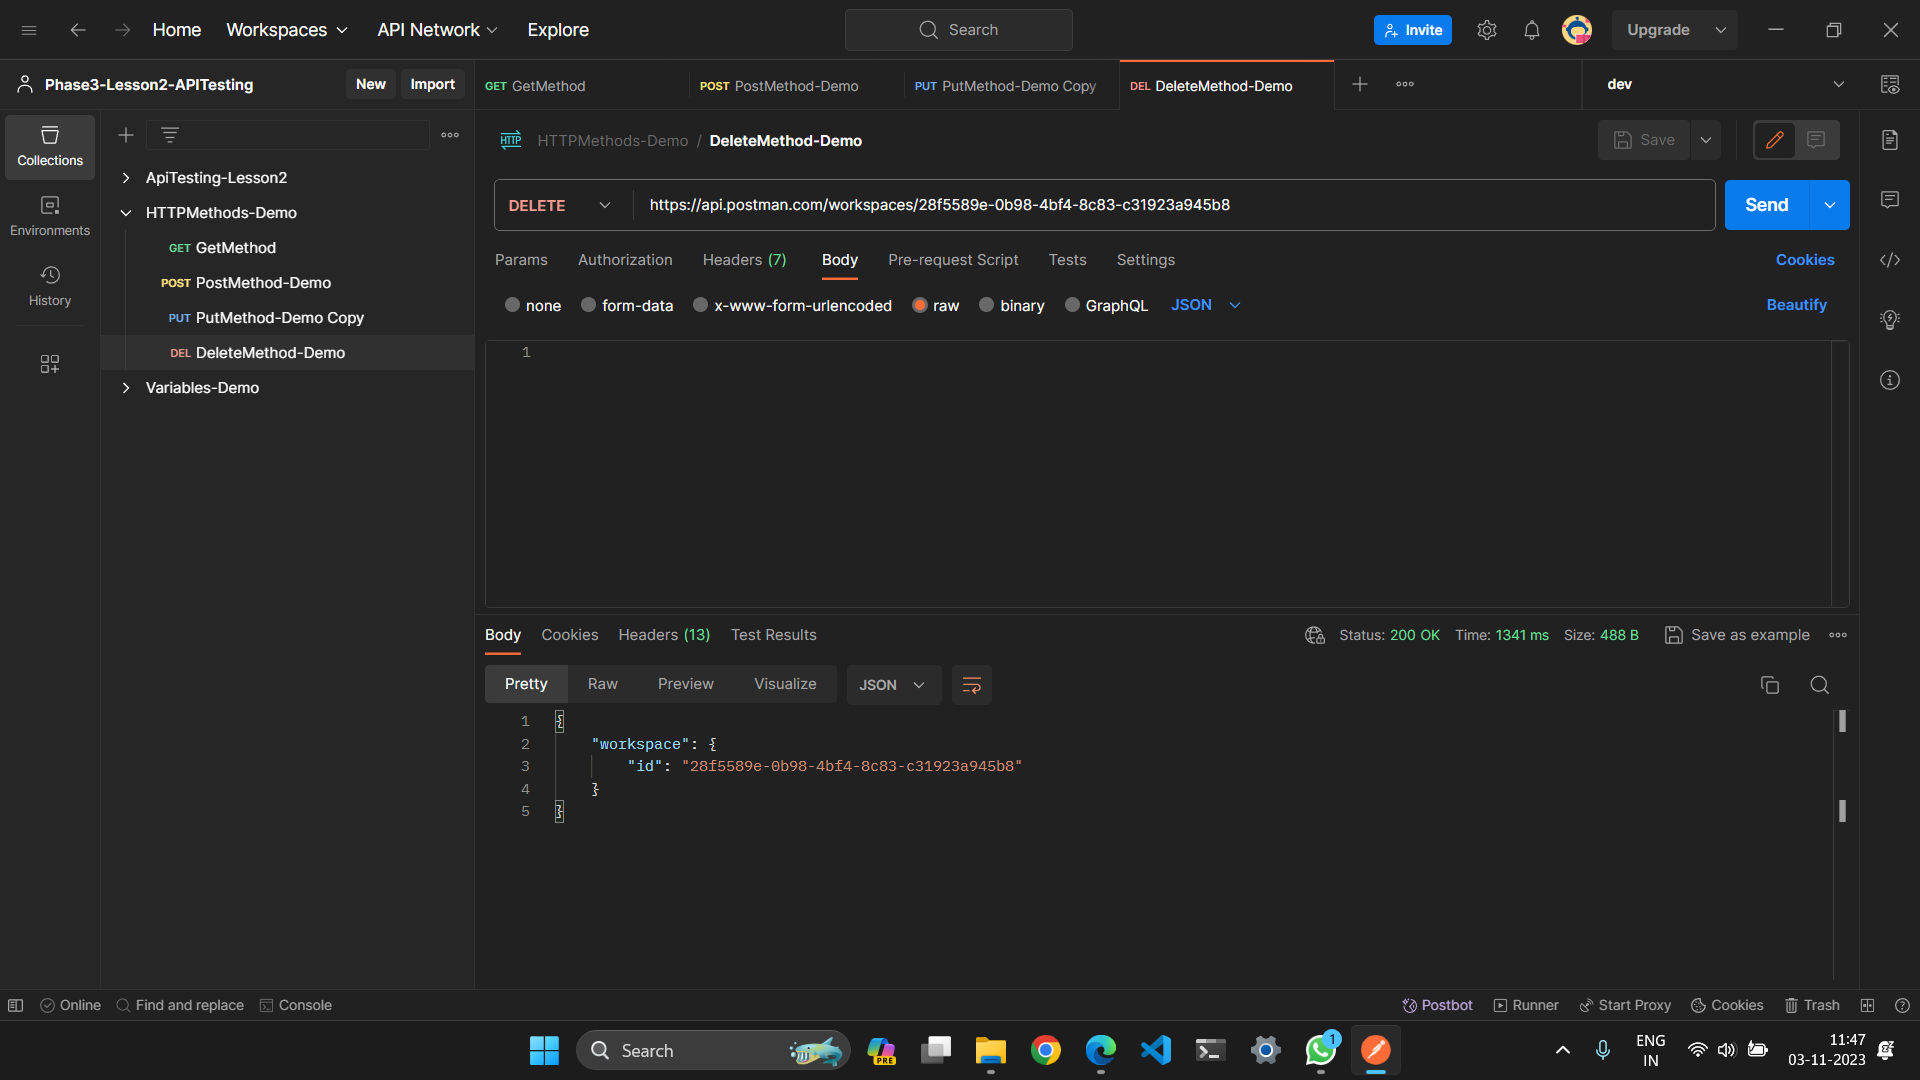 Home Workspaces API Network Explore Search Invite Upgrade
Phase3-Lesson2-APITesting New Import GET GetMethod POST PostMethod-Demo PUT PutMethod-Demo Copy DEL DeleteMethod-Demo dev
Collections
Environments
History
ApiTesting-Lesson2
HTTPMethods-Demo
GET GetMethod
POST PostMethod-Demo
PUT PutMethod-Demo Copy
DEL DeleteMethod-Demo
Variables-Demo
HTTP HTTPMethods-Demo / DeleteMethod-Demo Save
DELETE https://api.postman.com/workspaces/28f5589e-0b98-4bf4-8c83-c31923a945b8 Send
Params Authorization Headers (7) Body Pre-request Script Tests Settings Cookies
none form-data x-www-form-urlencoded raw binary GraphQL JSON Beautify
1
Body Cookies Headers (13) Test Results Status: 200 OK Time: 1341 ms Size: 488 B Save as example
Pretty Raw Preview Visualize JSON
1 {
2 "workspace": {
3 "id": "28f5589e-0b98-4bf4-8c83-c31923a945b8"
4 }
5 }
Online Find and replace Console Postbot Runner Start Proxy Cookies Trash
Search PRE 1 ENG 11:47
IN 03-11-2023